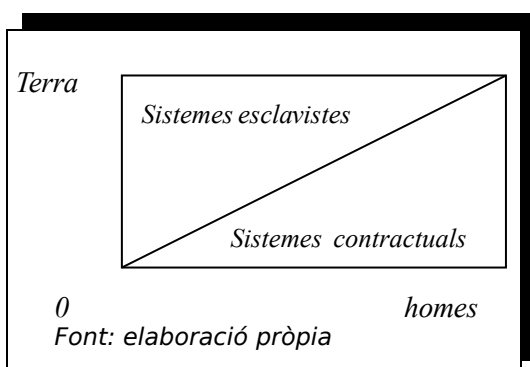 Terra
Sistemes esclavistes
Sistemes contractuals
0 homes
Font: elaboració pròpia